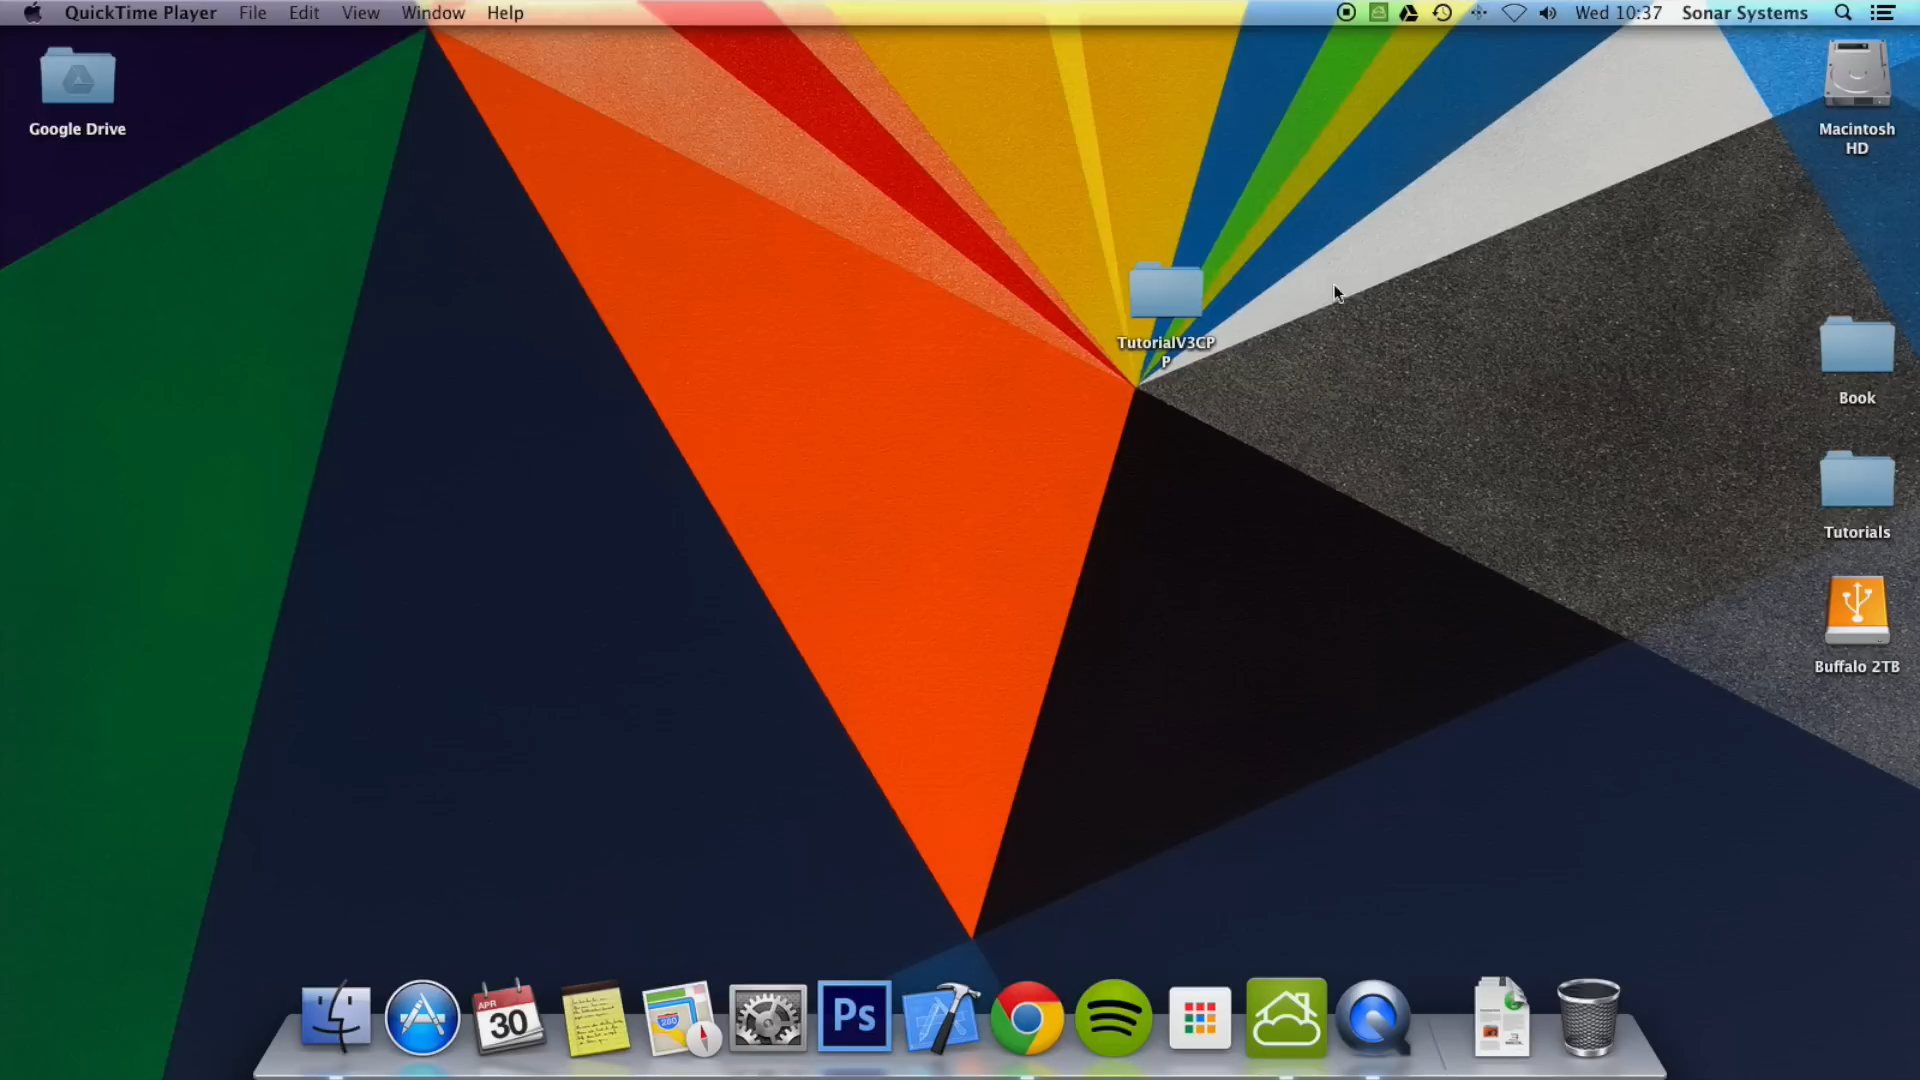 QuickTime Player File Edit View Window Help Wed 10:37 Sonar Systems
Google Drive
Macintosh
HD
TutorialV3CP
P
Book
Tutorials
Buffalo 2TB
APR
30
280
Ps